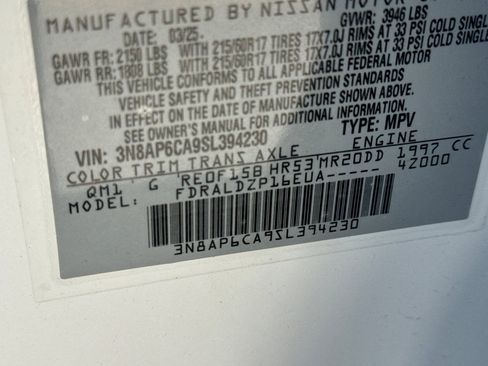 MANUFACTURED BY NISSAN MOTOR
DATE: 03/25. GVWR: 3946 LBS
GAWR FR: 2150 LBS WITH 215/60R17 TIRES 17X7.0J RIMS AT 33 PSI COLD SINGLE
GAWR RR: 1808 LBS WITH 215/60R17 TIRES 17X7.0J RIMS AT 33 PSI COLD SINGL
THIS VEHICLE CONFORMS TO ALL APPLICABLE FEDERAL MOTOR
VEHICLE SAFETY AND THEFT PREVENTION STANDARDS
IN EFFECT ON THE DATE OF MANUFACTURE SHOWN ABOVE.
SEE OWNER'S MANUAL FOR ADDITIONAL INFORMATION.
VIN: 3N8AP6CA9SL394230 TYPE: MPV
COLOR TRIM TRANS AXLE ENGINE
QM1 G RE0F15B HR53 MR20DD 1997 CC
FDRALDZP16EUA----- 42000
3N8AP6CA9SL394230